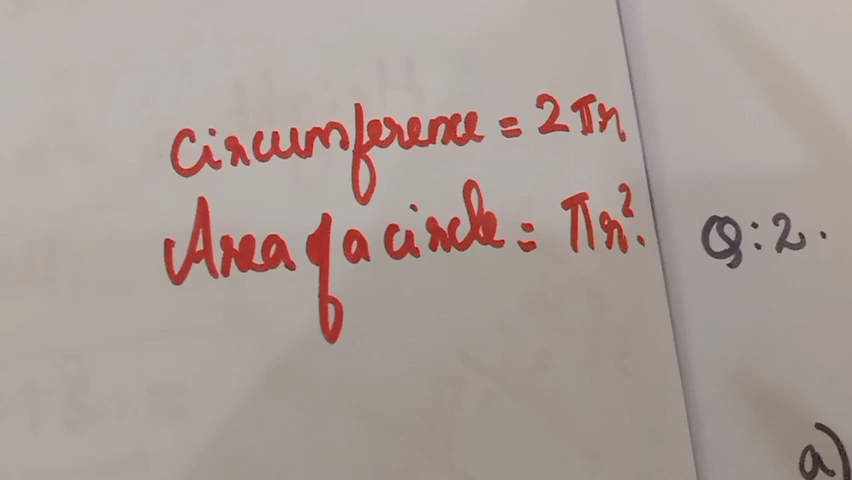 Circumference = 2πr
Area of a circle = πr².
Q:2.
a)